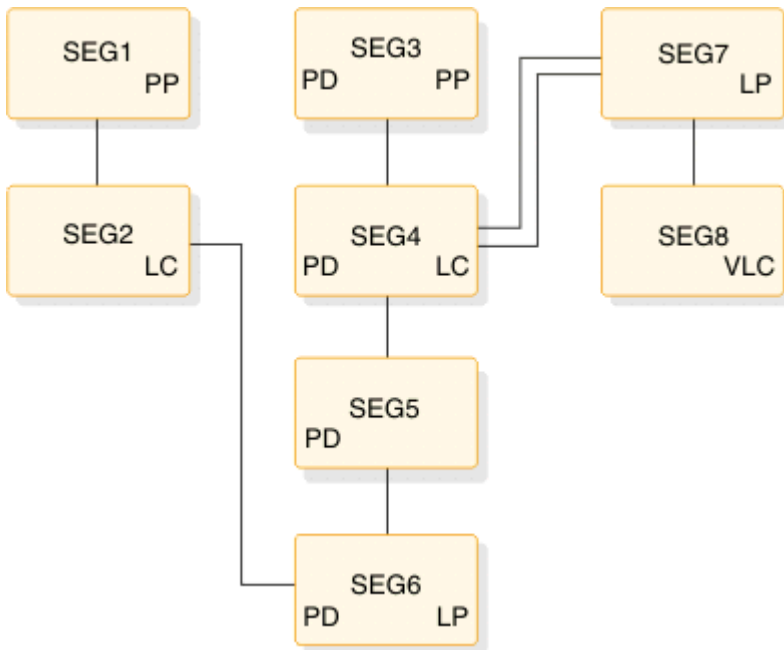 SEG1
PP
SEG3
PD PP
SEG7
LP
SEG2
LC
SEG4
PD LC
SEG8
VLC
SEG5
PD
SEG6
PD LP